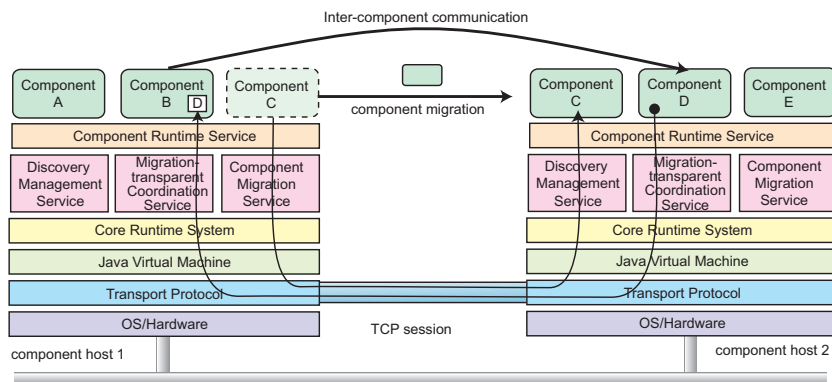 Inter-component communication
Component
A
Component
B
D
Component
C
component migration
Component
C
Component
D
Component
E
Component Runtime Service
Component Runtime Service
Discovery
Management
Service
Migration-
transparent
Coordination
Service
Component
Migration
Service
Discovery
Management
Service
Migration-
transparent
Coordination
Service
Component
Migration
Service
Core Runtime System
Core Runtime System
Java Virtual Machine
Java Virtual Machine
Transport Protocol
Transport Protocol
OS/Hardware
TCP session
OS/Hardware
component host 1
component host 2